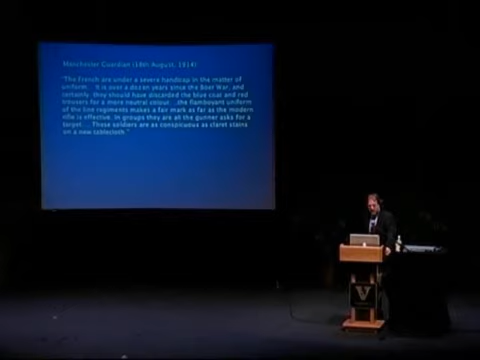 Manchester Guardian (18th August, 1914)
"The French are under a severe handicap in the matter of
uniform... It is over a dozen years since the Boer War, and
certainly they should have discarded the blue coat and red
trousers for a more neutral colour. ..the flamboyant uniform
of the line regiments makes a fair mark as far as the modern
rifle is effective. In groups they are all the gunner asks for a
target.... These soldiers are as conspicuous as claret stains
on a new tablecloth."
V